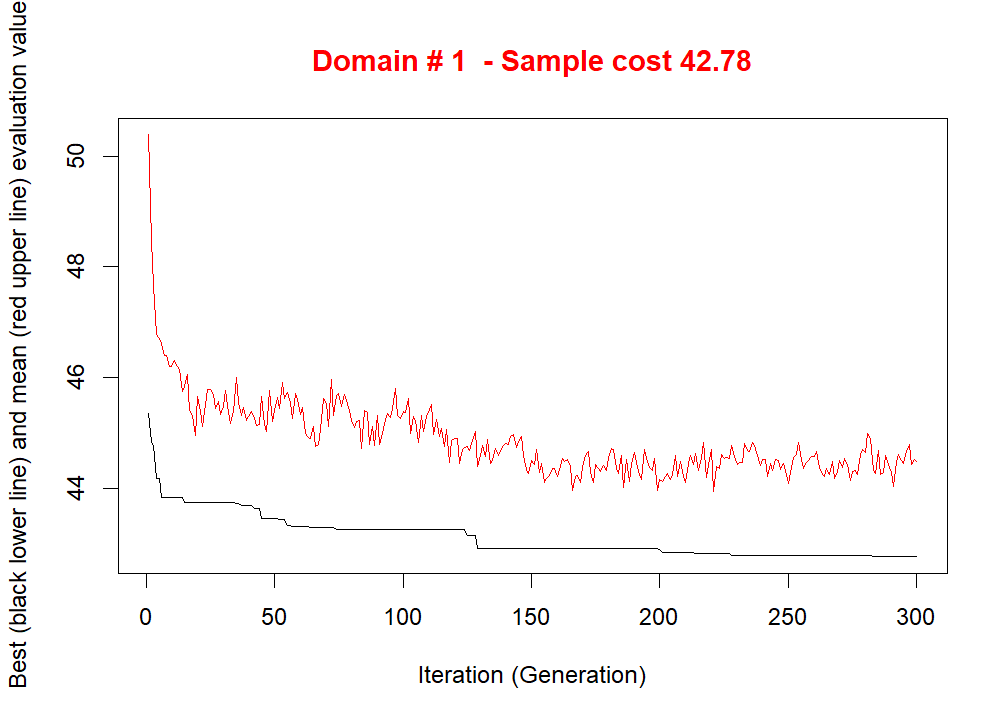 Domain # 1  - Sample cost 42.78
Best (black lower line) and mean (red upper line) evaluation value
50
48
46
44
0 50 100 150 200 250 300
Iteration (Generation)